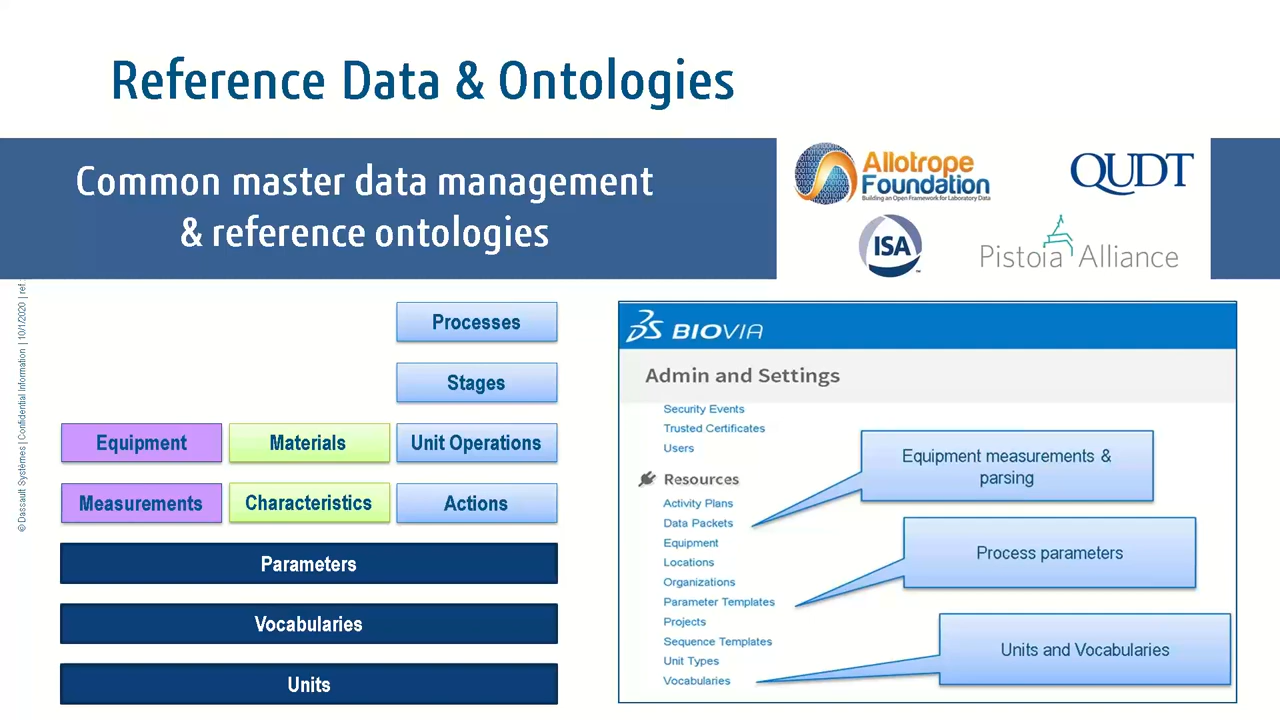 Reference Data & Ontologies
Common master data management
& reference ontologies
Allotrope
Foundation
Building an Open Framework for Laboratory Data
QUDT
ISA
Pistoia Alliance
© Dassault Systèmes | Confidential Information | 10/1/2020 | ref.
Processes
Stages
Equipment
Materials
Unit Operations
Measurements
Characteristics
Actions
Parameters
Vocabularies
Units
BIOVIA
Admin and Settings
Security Events
Trusted Certificates
Users
Resources
Activity Plans
Data Packets
Equipment
Locations
Organizations
Parameter Templates
Projects
Sequence Templates
Unit Types
Vocabularies
Equipment measurements &
parsing
Process parameters
Units and Vocabularies